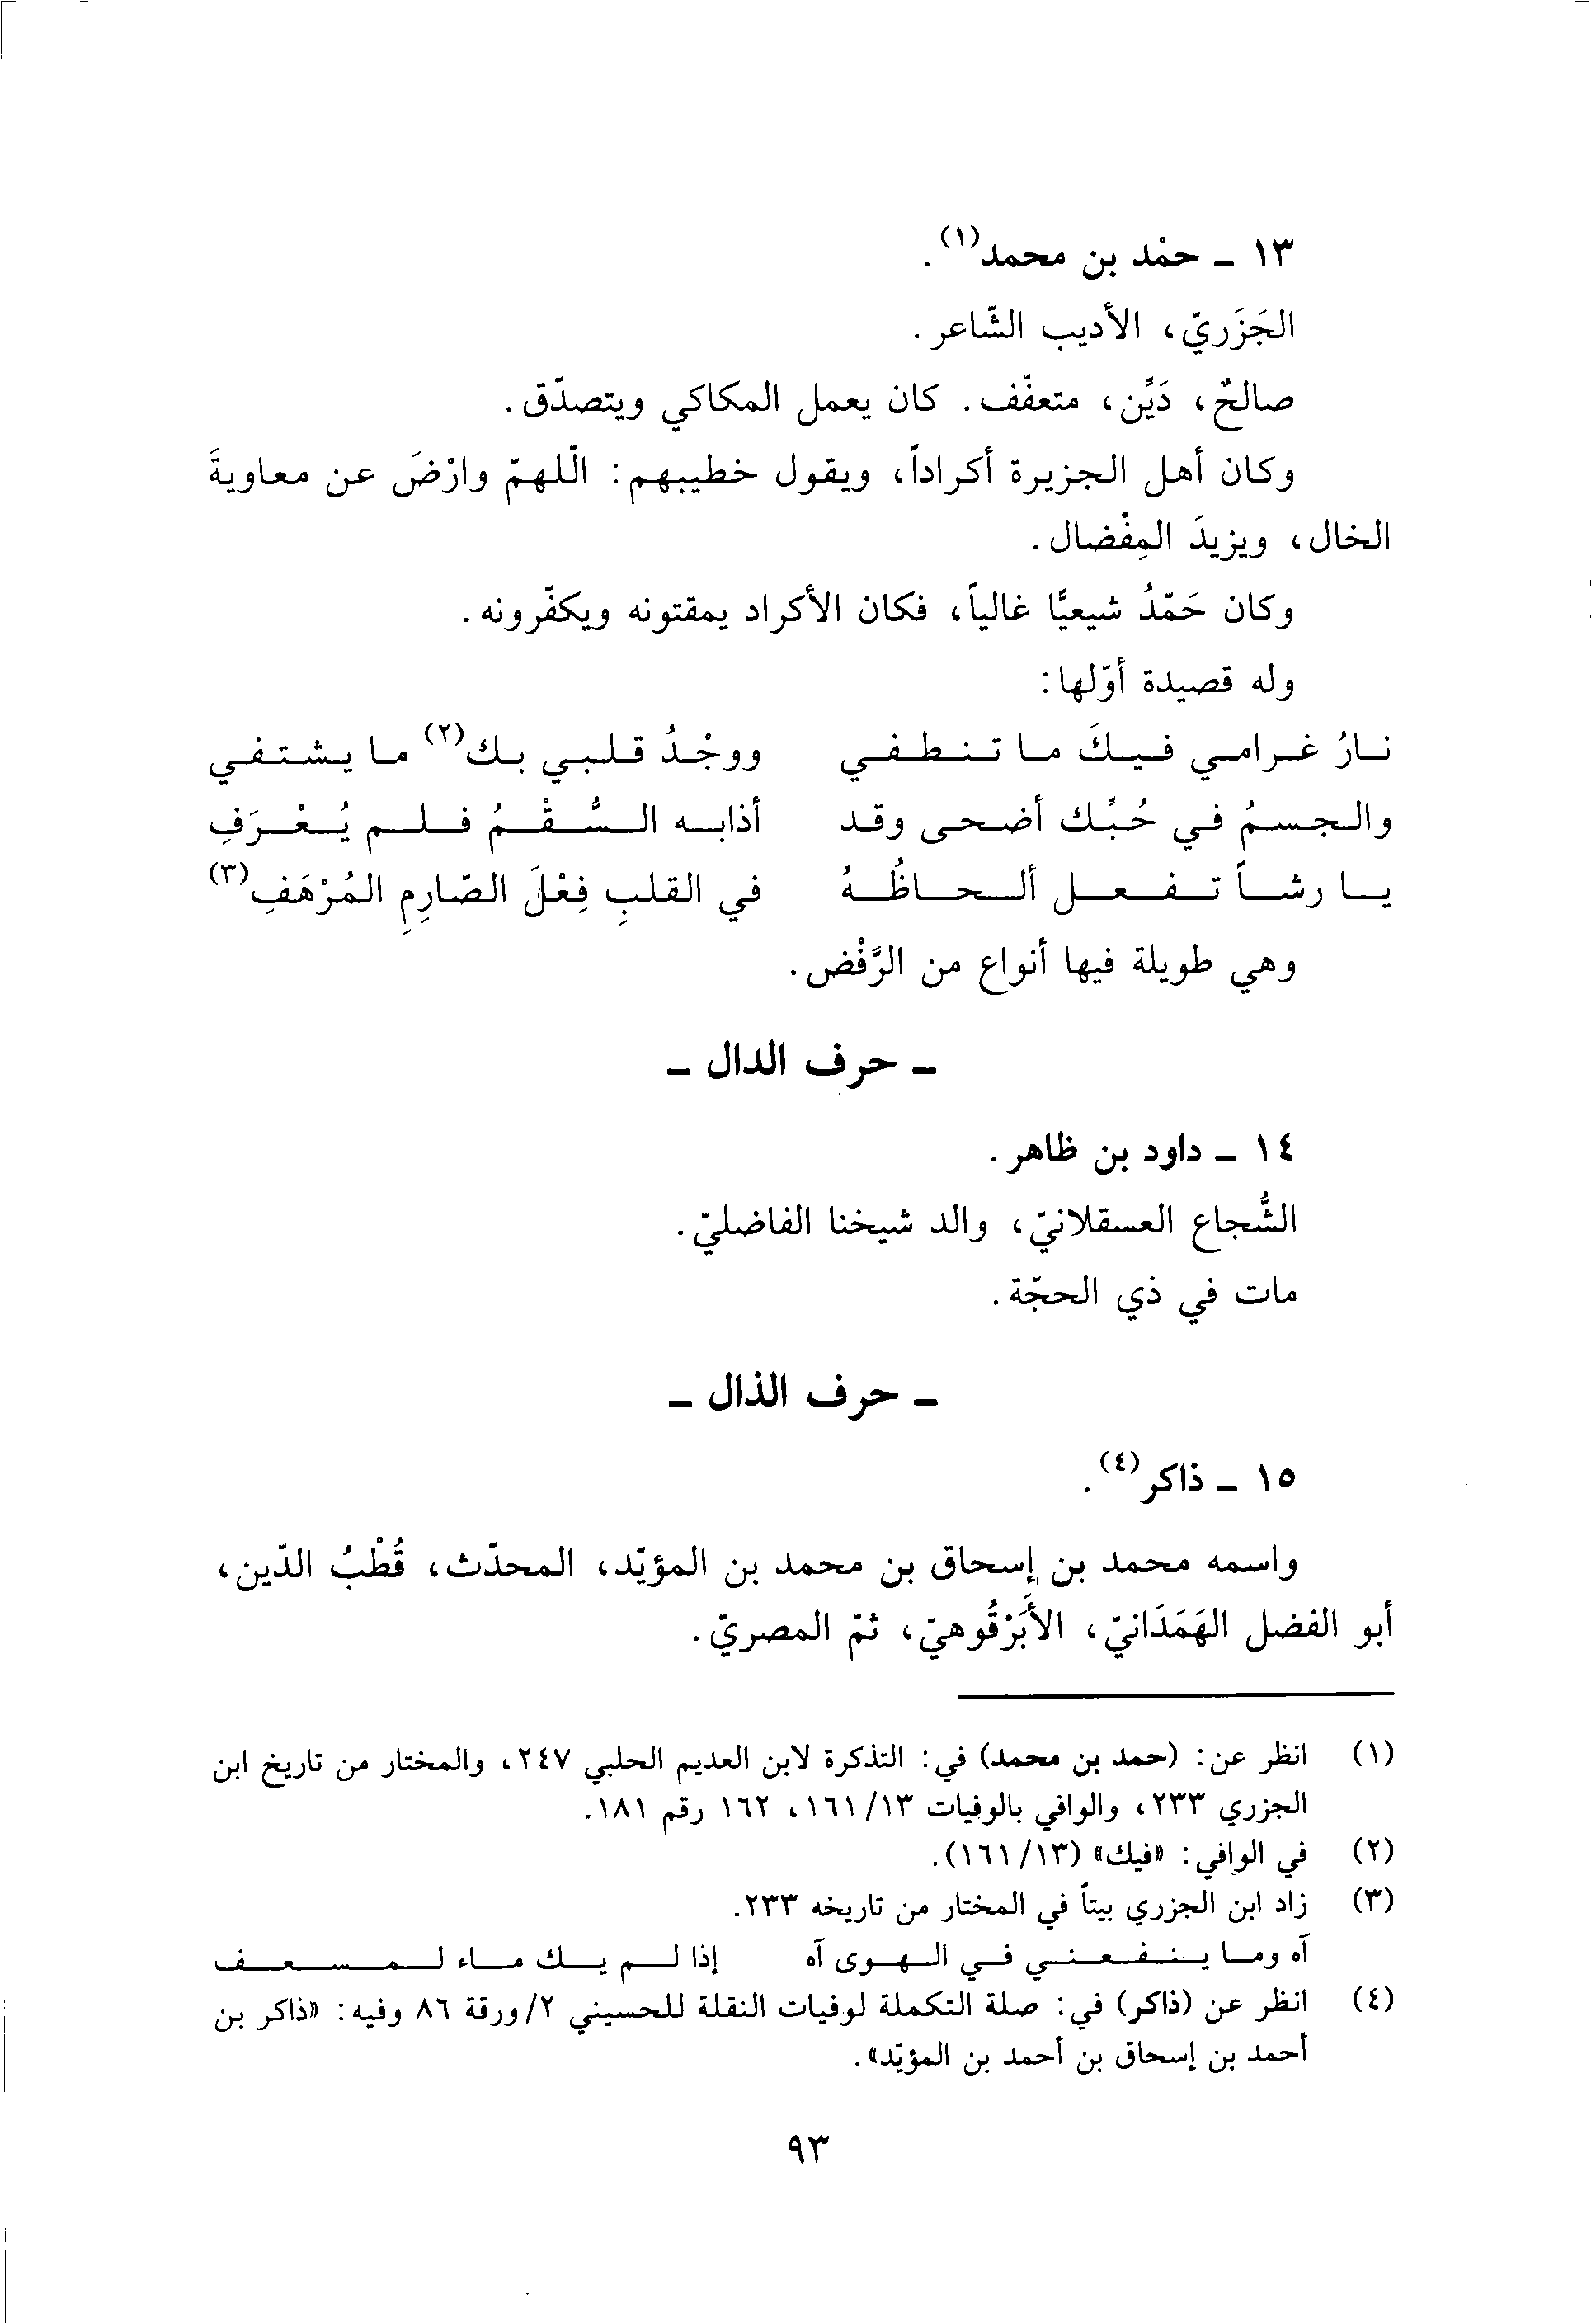 ١٣ - حمْد بن محمد(١).
الجَزَريّ، الأديب الشّاعر.
صالحٌ، دَيِّن، متعفّف. كان يعمل المكاكي ويتصدّق.
وكان أهل الجزيرة أكراداً، ويقول خطيبهم: الّلهمّ وارْضَ عن معاويةَ
الخال، ويزيدَ المِفْضال.
وكان حَمّدُ شيعيًّا غالياً، فكان الأكراد يمقتونه ويكفّرونه.
وله قصيدة أوّلها:
نارُ غرامي فيكَ ما تنطفي ووجْدُ قلبي بك(٢) ما يشتفي
والجسمُ في حُبِّك أضحى وقد أذابه السُّقْمُ فلم يُعْرَفِ
يا رشاً تفعل ألحاظُهُ في القلبِ فِعْلَ الصّارِمِ المُرْهَفِ(٣)
وهي طويلة فيها أنواع من الرَّفْض.
- حرف الدال -
١٤ - داود بن ظاهر.
الشُّجاع العسقلانيّ، والد شيخنا الفاضليّ.
مات في ذي الحجّة.
- حرف الذال -
١٥ - ذاكر(٤).
واسمه محمد بن إسحاق بن محمد بن المؤيّد، المحدّث، قُطْبُ الدّين،
أبو الفضل الهَمَدَانيّ، الأَبَرْقُوهيّ، ثمّ المصريّ.
(١) انظر عن: (حمد بن محمد) في: التذكرة لابن العديم الحلبي ٢٤٧، والمختار من تاريخ ابن
الجزري ٢٣٣، والوافي بالوفيات ١٣/ ١٦١، ١٦٢ رقم ١٨١.
(٢) في الوافي: «فيك» (١٣/ ١٦١).
(٣) زاد ابن الجزري بيتاً في المختار من تاريخه ٢٣٣.
آه وما ينفعني في الهوى آه إذا لم يك ماء لمسعف
(٤) انظر عن (ذاكر) في: صلة التكملة لوفيات النقلة للحسيني ٢/ ورقة ٨٦ وفيه: «ذاكر بن
أحمد بن إسحاق بن أحمد بن المؤيّد».
٩٣